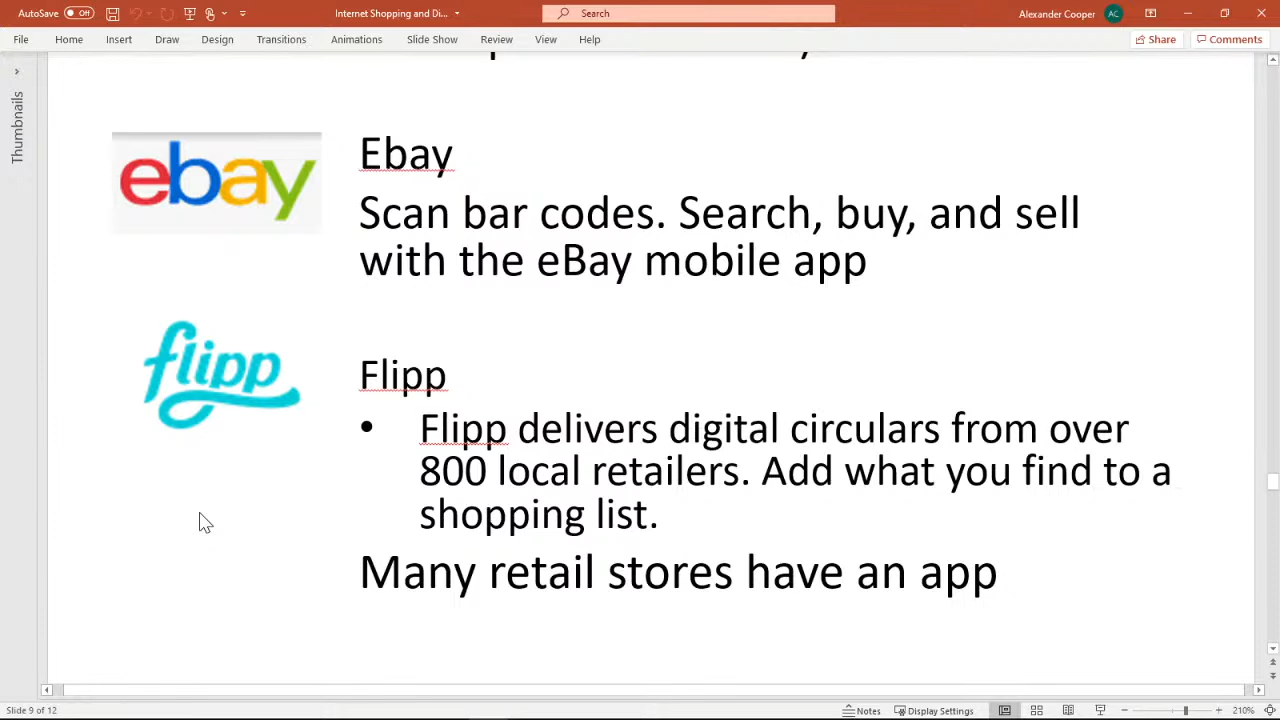 AutoSave Off Internet Shopping and Di... Search Alexander Cooper AC
File Home Insert Draw Design Transitions Animations Slide Show Review View Help Share Comments
Thumbnails
ebay
Ebay
Scan bar codes. Search, buy, and sell
with the eBay mobile app
flipp
Flipp
• Flipp delivers digital circulars from over
800 local retailers. Add what you find to a
shopping list.
Many retail stores have an app
Slide 9 of 12 Notes Display Settings 210%